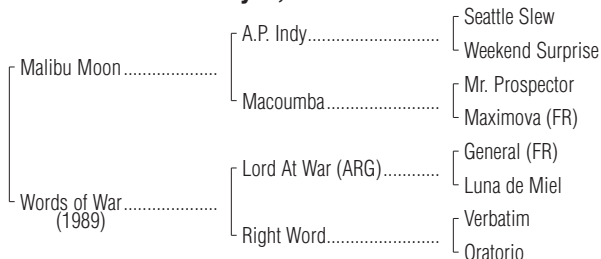 Seattle Slew
A.P. Indy
Weekend Surprise
Malibu Moon
Mr. Prospector
Macoumba
Maximova (FR)
General (FR)
Lord At War (ARG)
Luna de Miel
Words of War
(1989)
Verbatim
Right Word
Oratorio